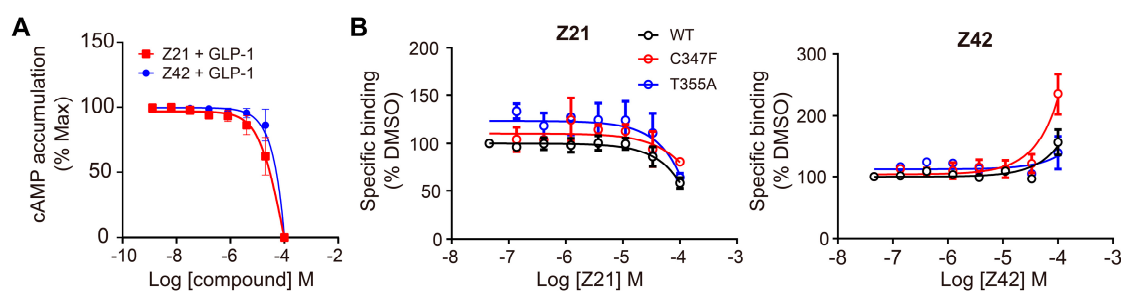 A
cAMP accumulation
(% Max)
150
100
50
0
-10
-8
-6
-4
-2
Log [compound] M
Z21 + GLP-1
Z42 + GLP-1
B
Z21
Specific binding
(% DMSO)
200
150
100
50
0
-8
-7
-6
-5
-4
-3
Log [Z21] M
WT
C347F
T355A
Z42
Specific binding
(% DMSO)
300
200
100
0
-8
-7
-6
-5
-4
-3
Log [Z42] M